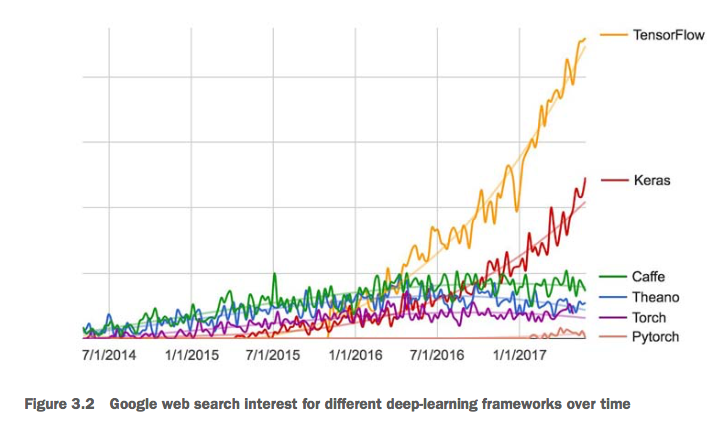 TensorFlow
Keras
Caffe
Theano
Torch
Pytorch
7/1/2014 1/1/2015 7/1/2015 1/1/2016 7/1/2016 1/1/2017
Figure 3.2 Google web search interest for different deep-learning frameworks over time